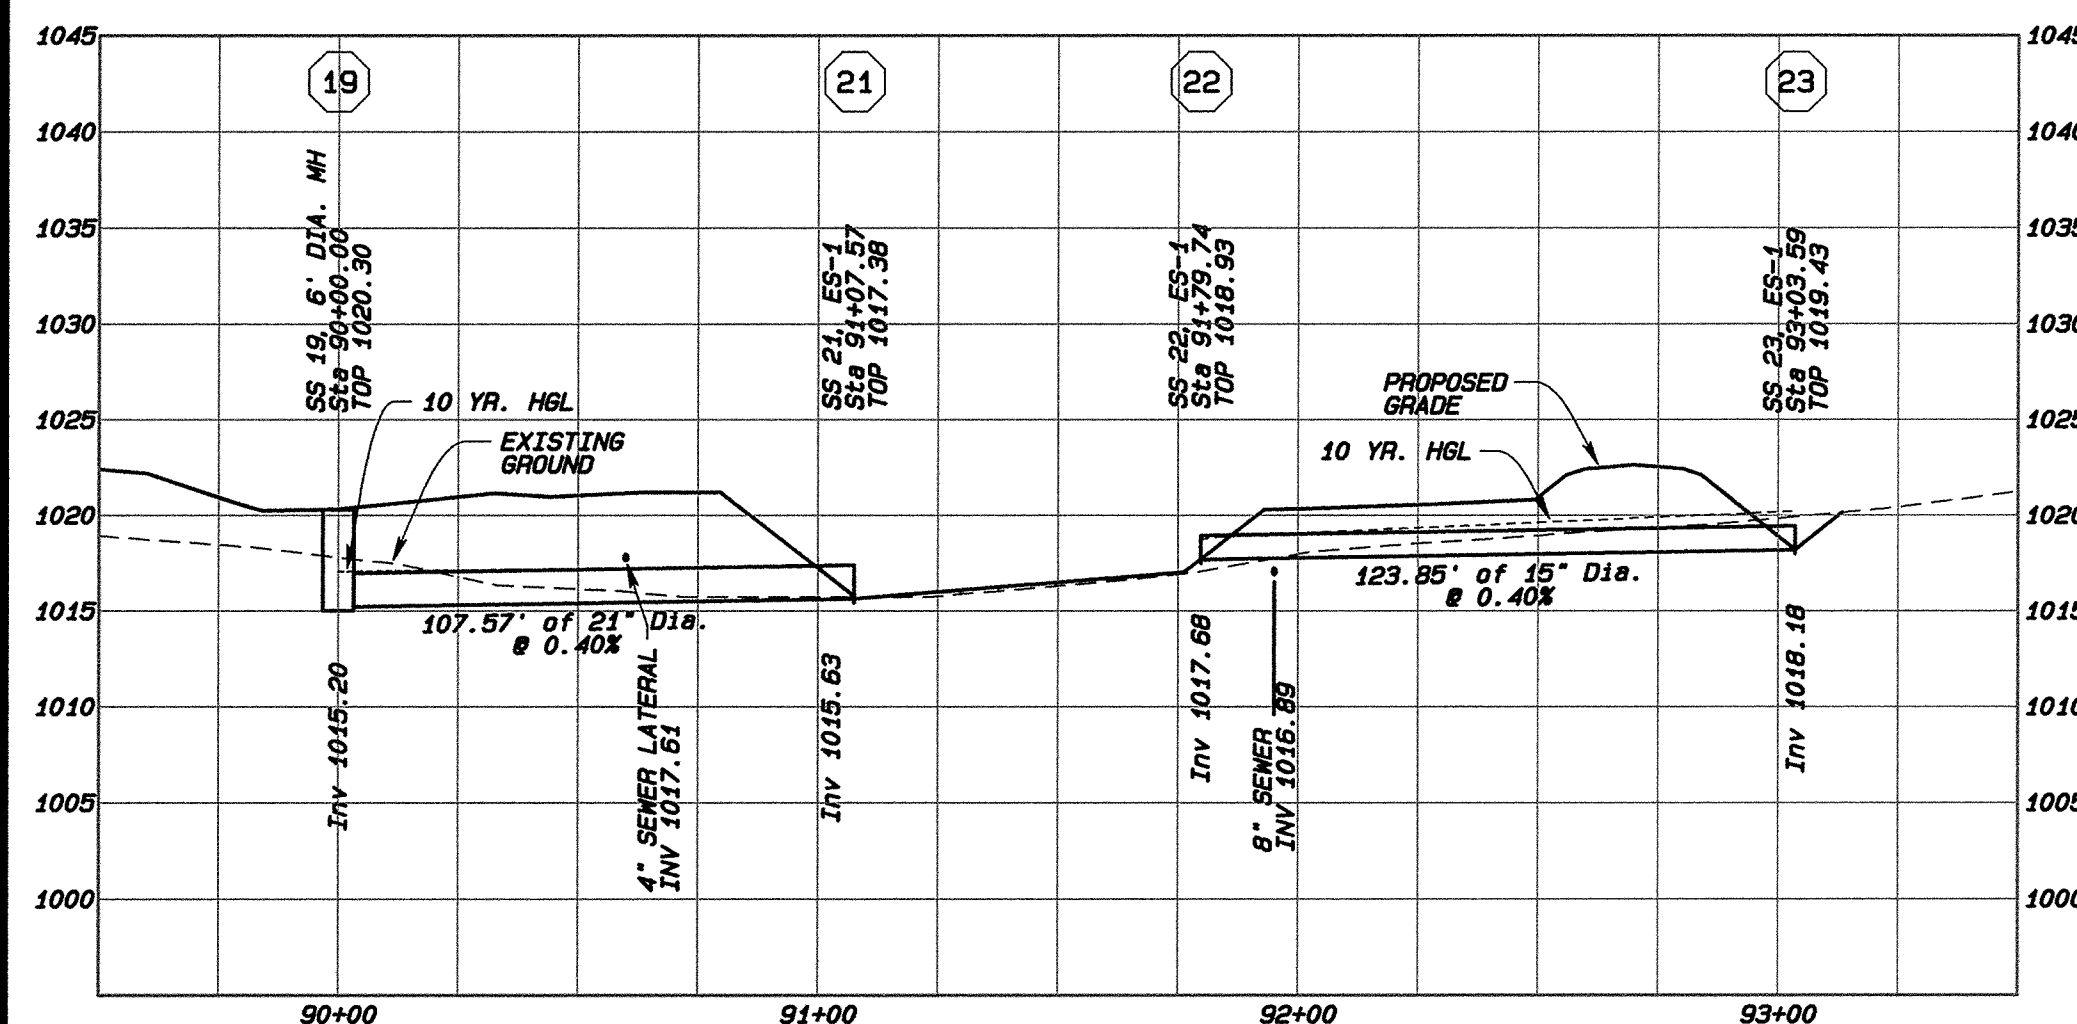 1045
1045
19
21
22
23
1040
1040
SS 19, 6' DIA. MH
Sta 90+00.00
TOP 1020.30
SS 21, ES-1
Sta 91+07.57
TOP 1017.38
SS 22, ES-1
Sta 91+79.74
TOP 1018.93
SS 23, ES-1
Sta 93+03.59
TOP 1019.43
1035
1035
1030
1030
PROPOSED
GRADE
10 YR. HGL
1025
1025
EXISTING
GROUND
10 YR. HGL
1020
1020
123.85' of 15" Dia.
@ 0.40%
1015
1015
107.57' of 21" Dia.
@ 0.40%
Inv 1015.20
4" SEWER LATERAL
INV 1017.61
Inv 1015.63
Inv 1017.68
8" SEWER
INV 1016.89
Inv 1018.18
1010
1010
1005
1005
1000
1000
90+00
91+00
92+00
93+00